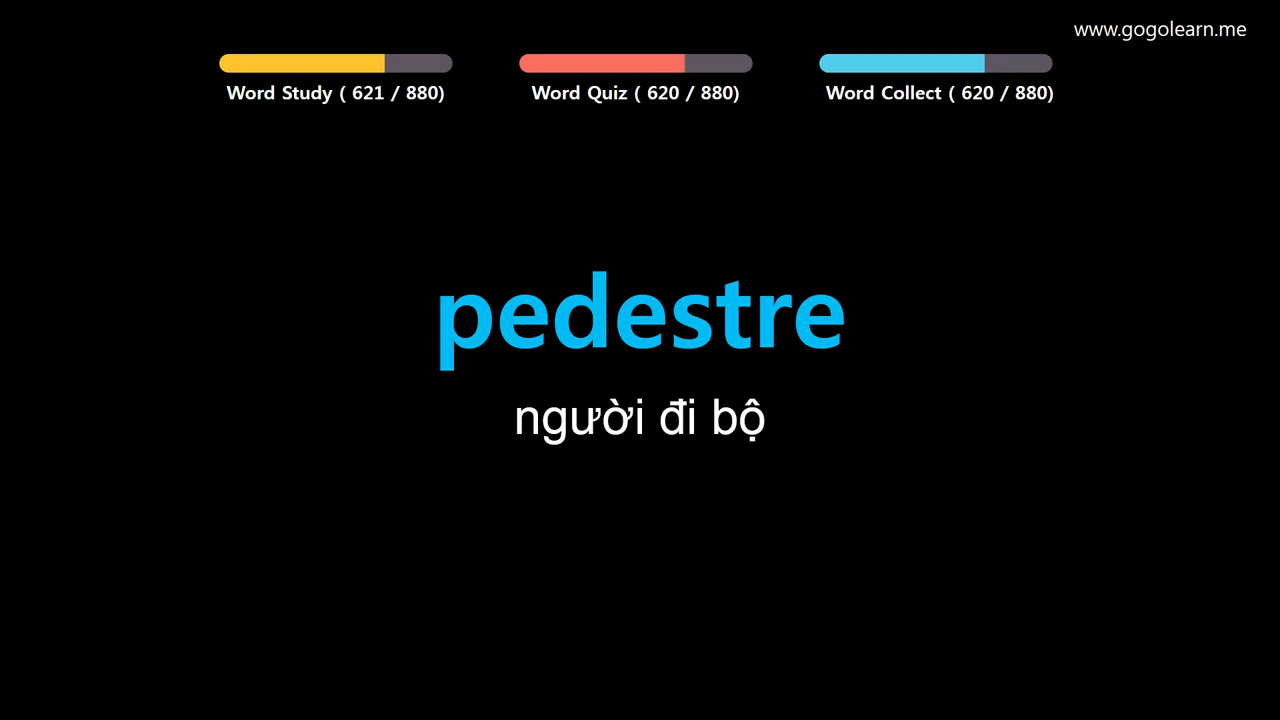 www.gogolearn.me
Word Study ( 621 / 880)
Word Quiz ( 620 / 880)
Word Collect ( 620 / 880)
pedestre
người đi bộ